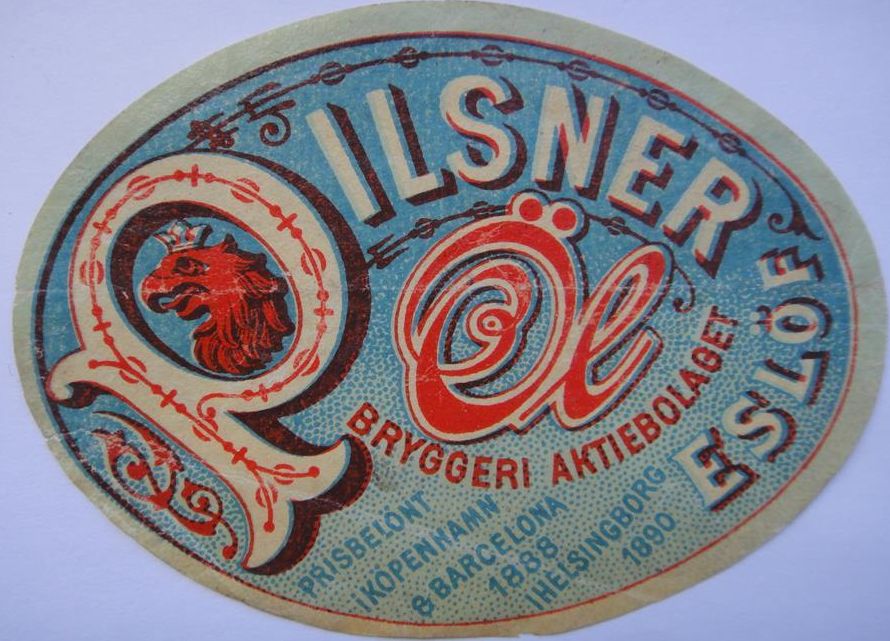 PILSNER
Öl
BRYGGERI AKTIEBOLAGET
ESLÖF
PRISBELÖNT
I KÖPENHAMN
& BARCELONA
1888
I HELSINGBORG
1890